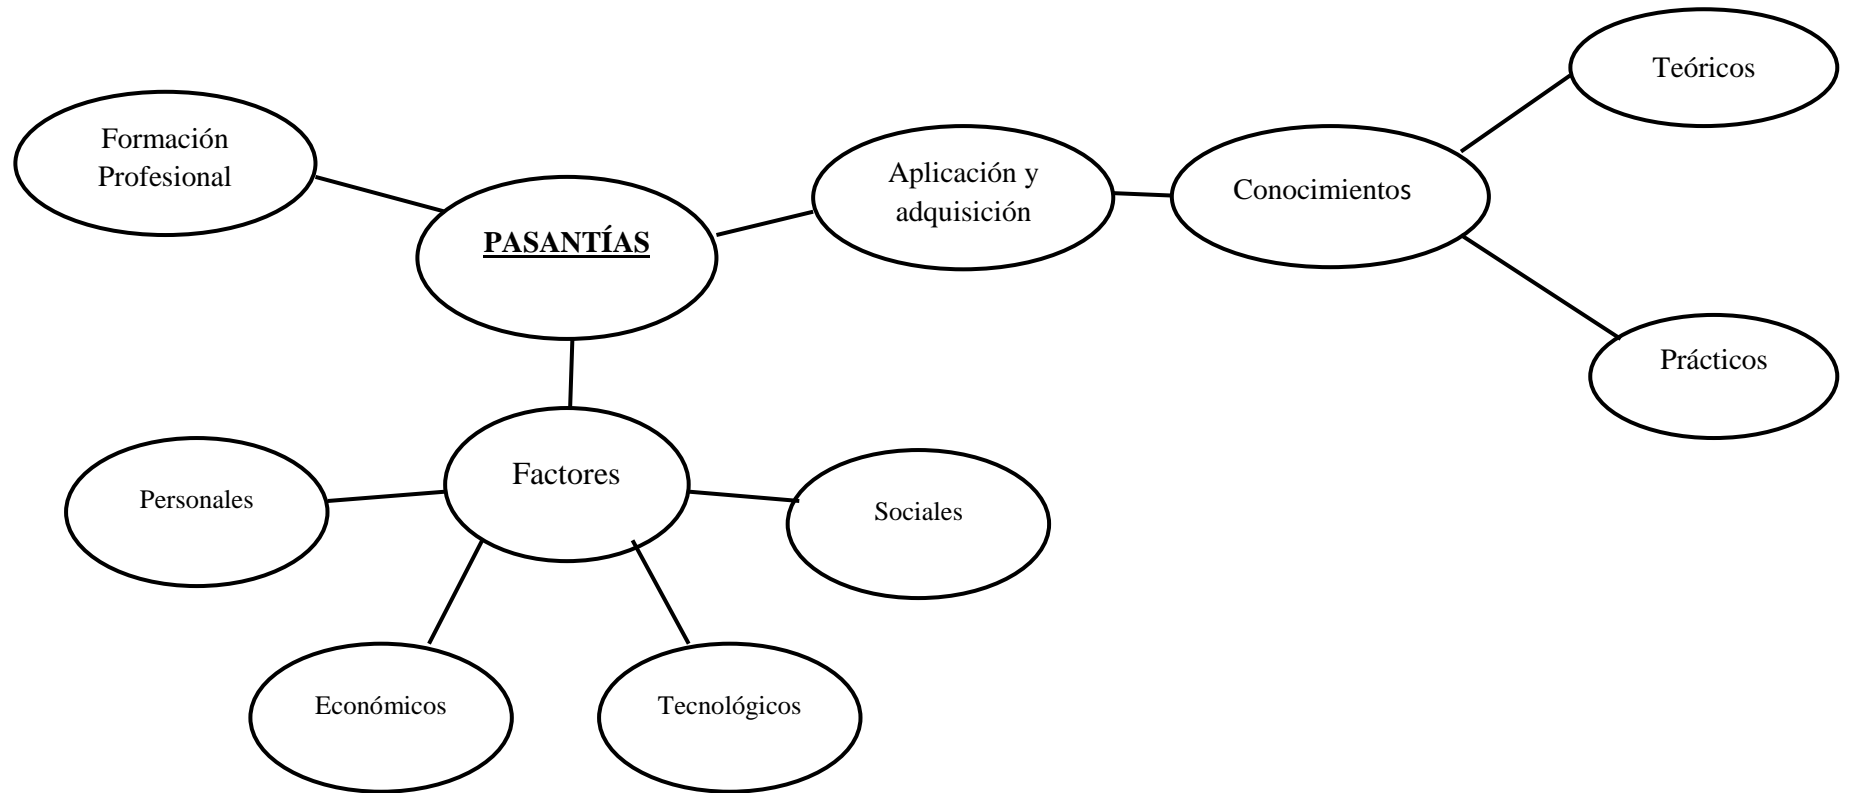 Teóricos
Formación
Profesional
Aplicación y
adquisición
Conocimientos
PASANTÍAS
Prácticos
Factores
Personales
Sociales
Económicos
Tecnológicos